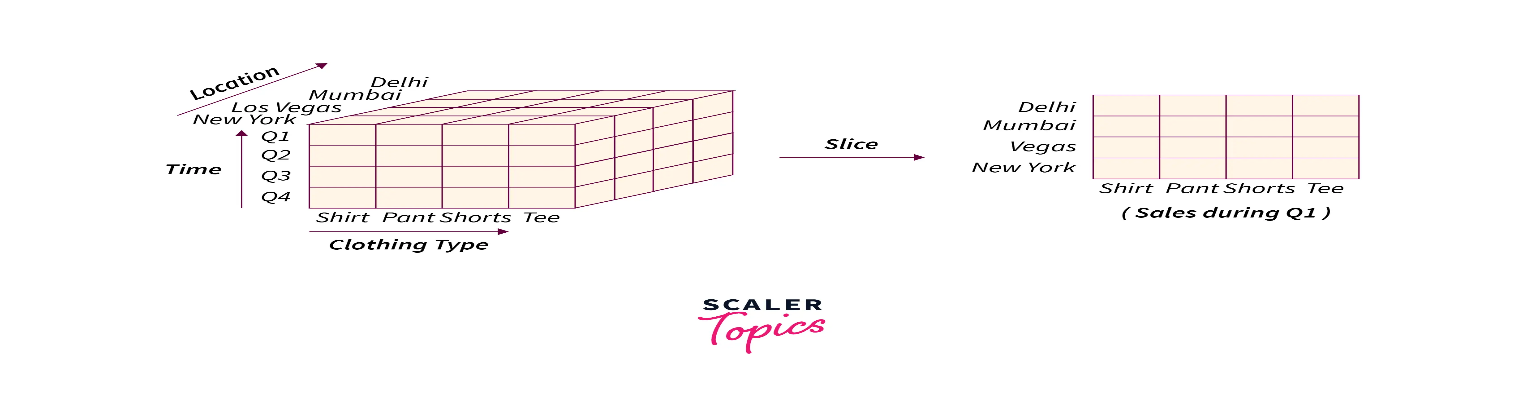 Location
Delhi
Mumbai
Los Vegas
New York
Time
Q1
Q2
Q3
Q4
Shirt Pant Shorts Tee
Clothing Type
Slice
Delhi
Mumbai
Vegas
New York
Shirt Pant Shorts Tee
( Sales during Q1 )
SCALER
Topics